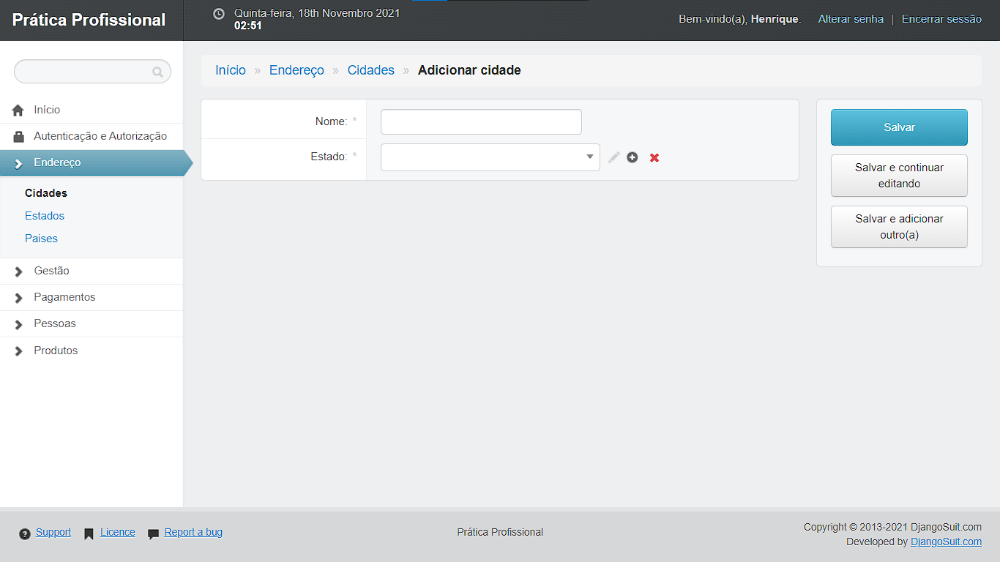 Prática Profissional
Quinta-feira, 18th Novembro 2021
02:51
Bem-vindo(a), Henrique. Alterar senha | Encerrar sessão
Início
Autenticação e Autorização
Endereço
Cidades
Estados
Paises
Gestão
Pagamentos
Pessoas
Produtos
Início » Endereço » Cidades » Adicionar cidade
Nome: *
Estado: *
Salvar
Salvar e continuar
editando
Salvar e adicionar
outro(a)
Support Licence Report a bug
Prática Profissional
Copyright © 2013-2021 DjangoSuit.com
Developed by DjangoSuit.com